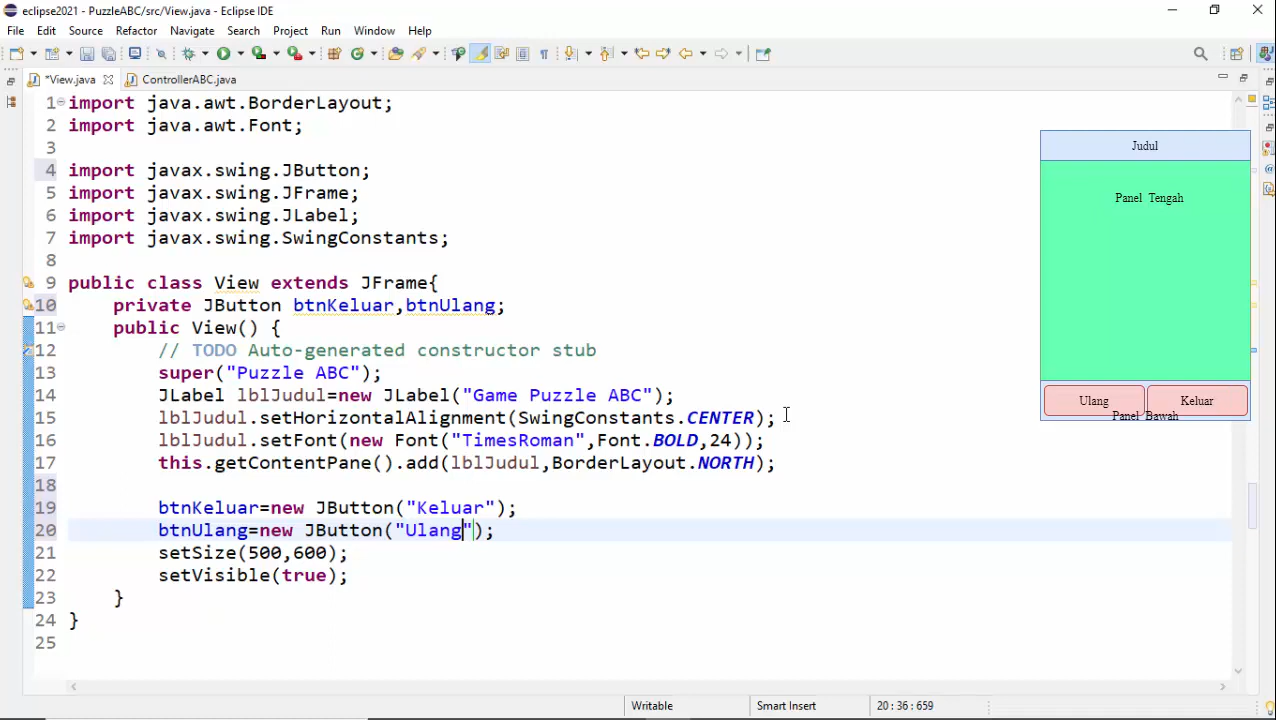 eclipse2021 - PuzzleABC/src/View.java - Eclipse IDE
File Edit Source Refactor Navigate Search Project Run Window Help
*View.java ControllerABC.java
1 import java.awt.BorderLayout;
2 import java.awt.Font;
3
4 import javax.swing.JButton;
5 import javax.swing.JFrame;
6 import javax.swing.JLabel;
7 import javax.swing.SwingConstants;
8
9 public class View extends JFrame{
10 private JButton btnKeluar,btnUlang;
11 public View() {
12 // TODO Auto-generated constructor stub
13 super("Puzzle ABC");
14 JLabel lblJudul=new JLabel("Game Puzzle ABC");
15 lblJudul.setHorizontalAlignment(SwingConstants.CENTER);
16 lblJudul.setFont(new Font("TimesRoman",Font.BOLD,24));
17 this.getContentPane().add(lblJudul,BorderLayout.NORTH);
18
19 btnKeluar=new JButton("Keluar");
20 btnUlang=new JButton("Ulang");
21 setSize(500,600);
22 setVisible(true);
23 }
24 }
25
Judul
Panel Tengah
Ulang Keluar
Panel Bawah
Writable Smart Insert 20 : 36 : 659